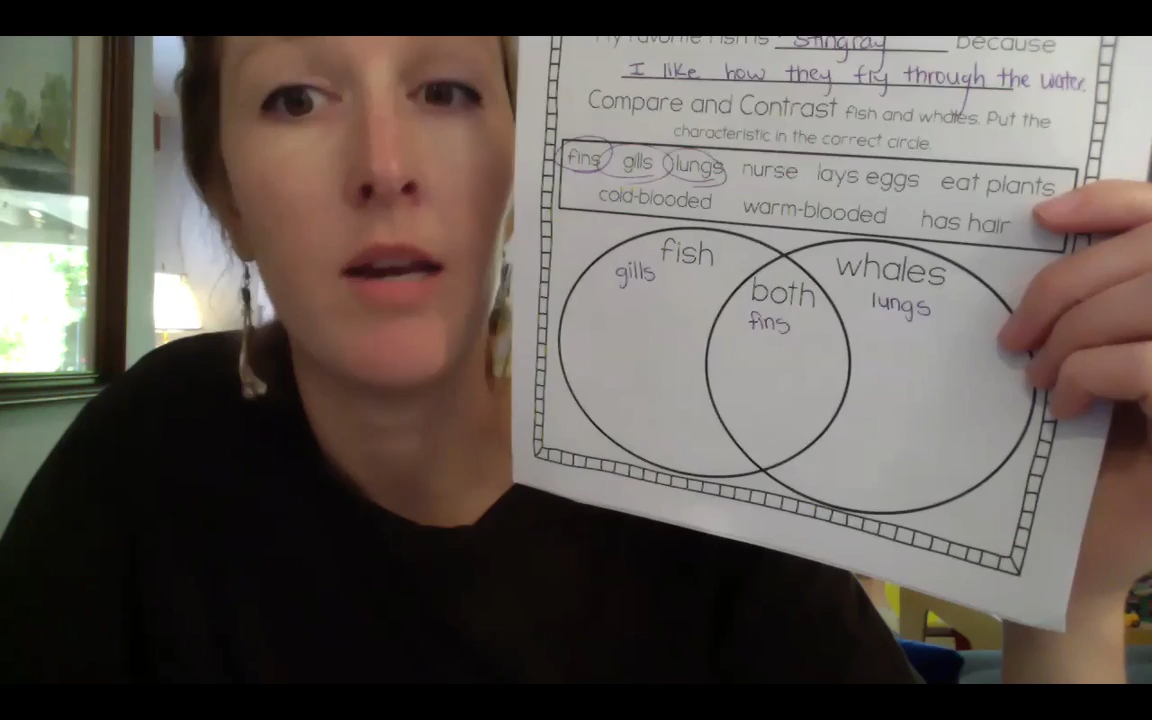 My favorite fish is stingray because
I like how they fly through the water.
Compare and Contrast fish and whales. Put the
characteristic in the correct circle.
fins gills lungs nurse lays eggs eat plants
cold-blooded warm-blooded has hair
fish
gills
both
fins
whales
lungs